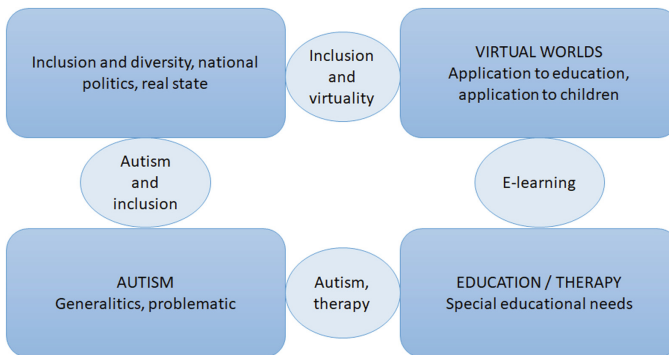 Inclusion and diversity, national
politics, real state
Inclusion
and
virtuality
VIRTUAL WORLDS
Application to education,
application to children
Autism
and
inclusion
E-learning
AUTISM
Generalitics, problematic
Autism,
therapy
EDUCATION / THERAPY
Special educational needs